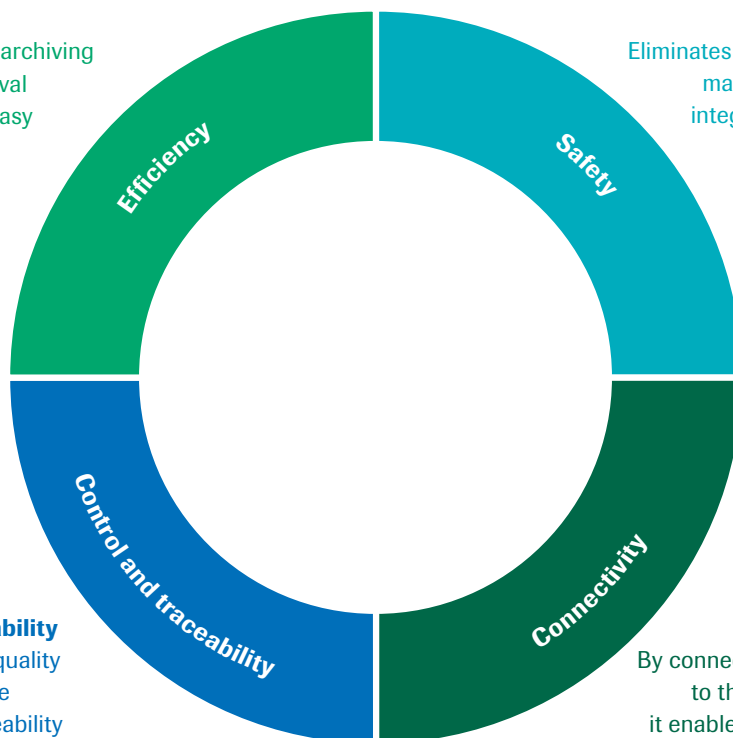 archiving
val
asy
Eliminates
ma
integ
Efficiency
Safety
Control and traceability
Connectivity
ability
quality
e
eability
By connec
to th
it enable